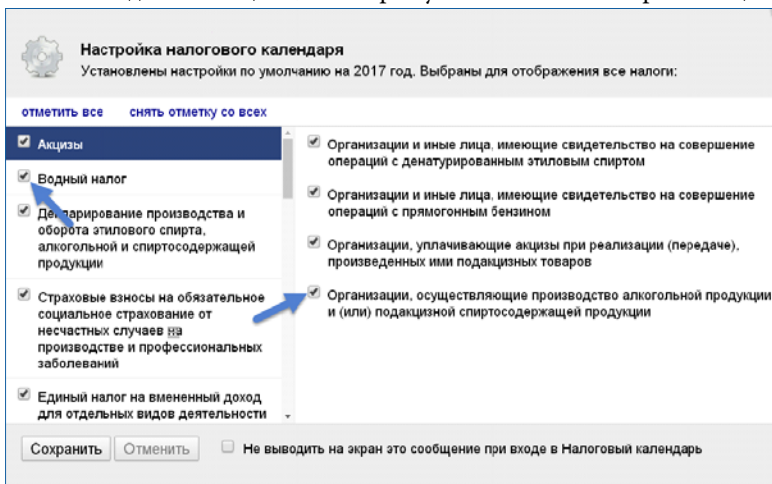 Настройка налогового календаря
Установлены настройки по умолчанию на 2017 год. Выбраны для отображения все налоги:
отметить все снять отметку со всех
Акцизы
Водный налог
Декларирование производства и
оборота этилового спирта,
алкогольной и спиртосодержащей
продукции
Страховые взносы на обязательное
социальное страхование от
несчастных случаев на
производстве и профессиональных
заболеваний
Единый налог на вмененный доход
для отдельных видов деятельности
Организации и иные лица, имеющие свидетельство на совершение
операций с денатурированным этиловым спиртом
Организации и иные лица, имеющие свидетельство на совершение
операций с прямогонным бензином
Организации, уплачивающие акцизы при реализации (передаче),
произведенных ими подакцизных товаров
Организации, осуществляющие производство алкогольной продукции
и (или) подакцизной спиртосодержащей продукции
Сохранить Отменить Не выводить на экран это сообщение при входе в Налоговый календарь